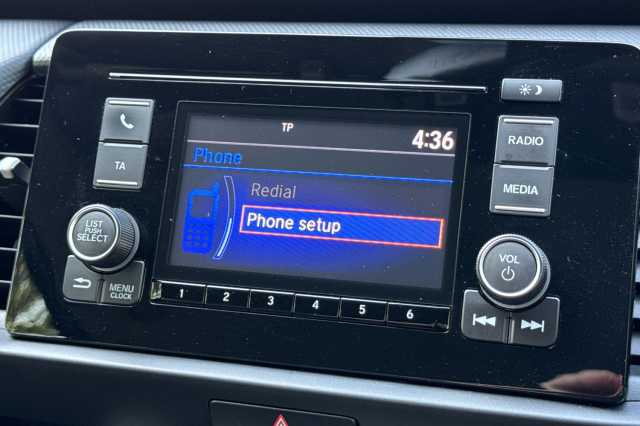 TP
4:36
Phone
Redial
Phone setup
TA
LIST
PUSH
SELECT
MENU
CLOCK
1 2 3 4 5 6
RADIO
MEDIA
VOL